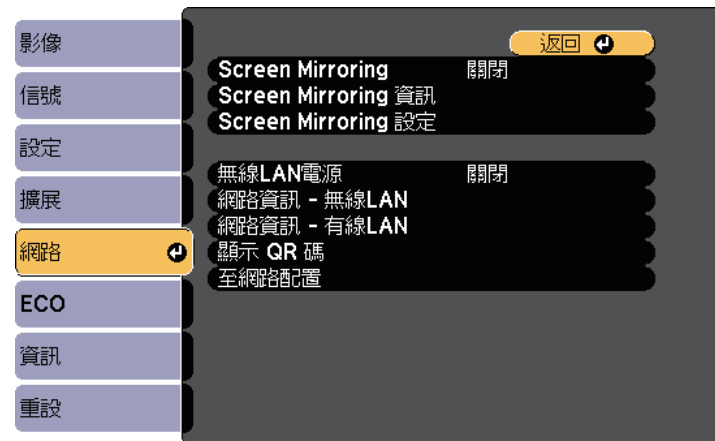 影像
信號
設定
擴展
網路
ECO
資訊
重設
返回
Screen Mirroring 關閉
Screen Mirroring 資訊
Screen Mirroring 設定
無線LAN電源 關閉
網路資訊 - 無線LAN
網路資訊 - 有線LAN
顯示 QR 碼
至網路配置